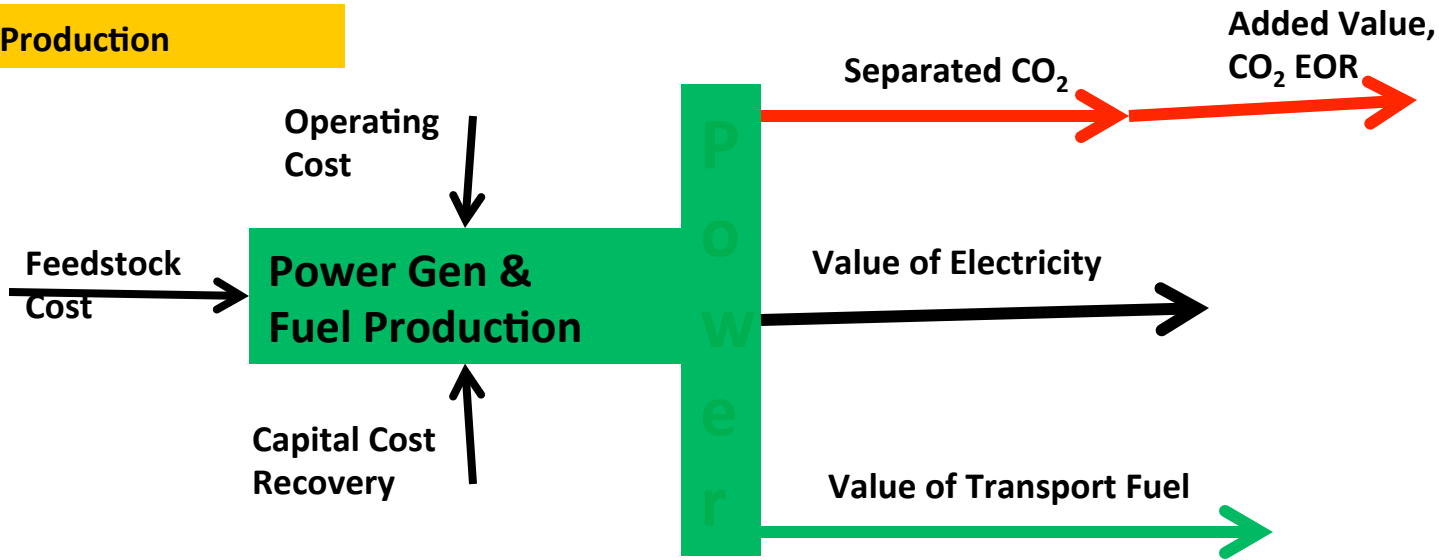 Production
Added Value,
CO₂ EOR
Separated CO₂
Operating
Cost
Feedstock
Cost
Power Gen &
Fuel Production
P
o
w
e
r
Value of Electricity
Capital Cost
Recovery
Value of Transport Fuel